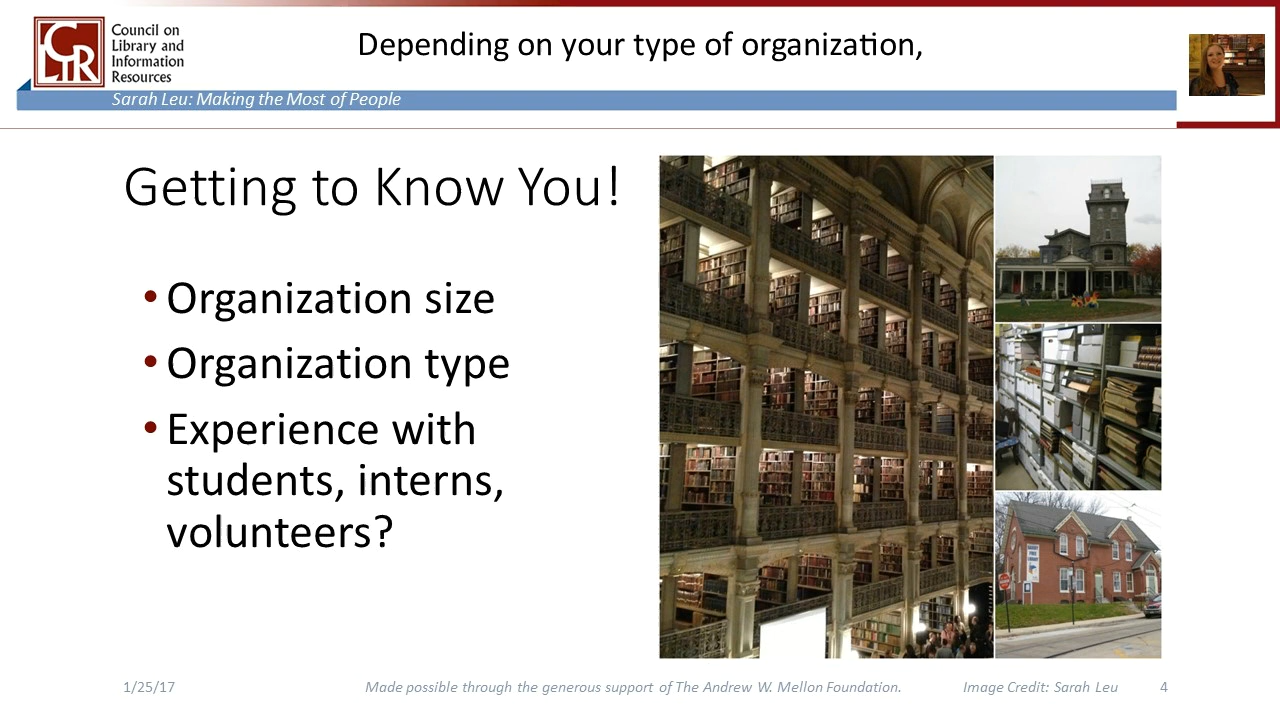 Council on
Library and
Information
Resources
CLIR
Depending on your type of organization,
Sarah Leu: Making the Most of People
Getting to Know You!
• Organization size
• Organization type
• Experience with
students, interns,
volunteers?
1/25/17
Made possible through the generous support of The Andrew W. Mellon Foundation.
Image Credit: Sarah Leu
4